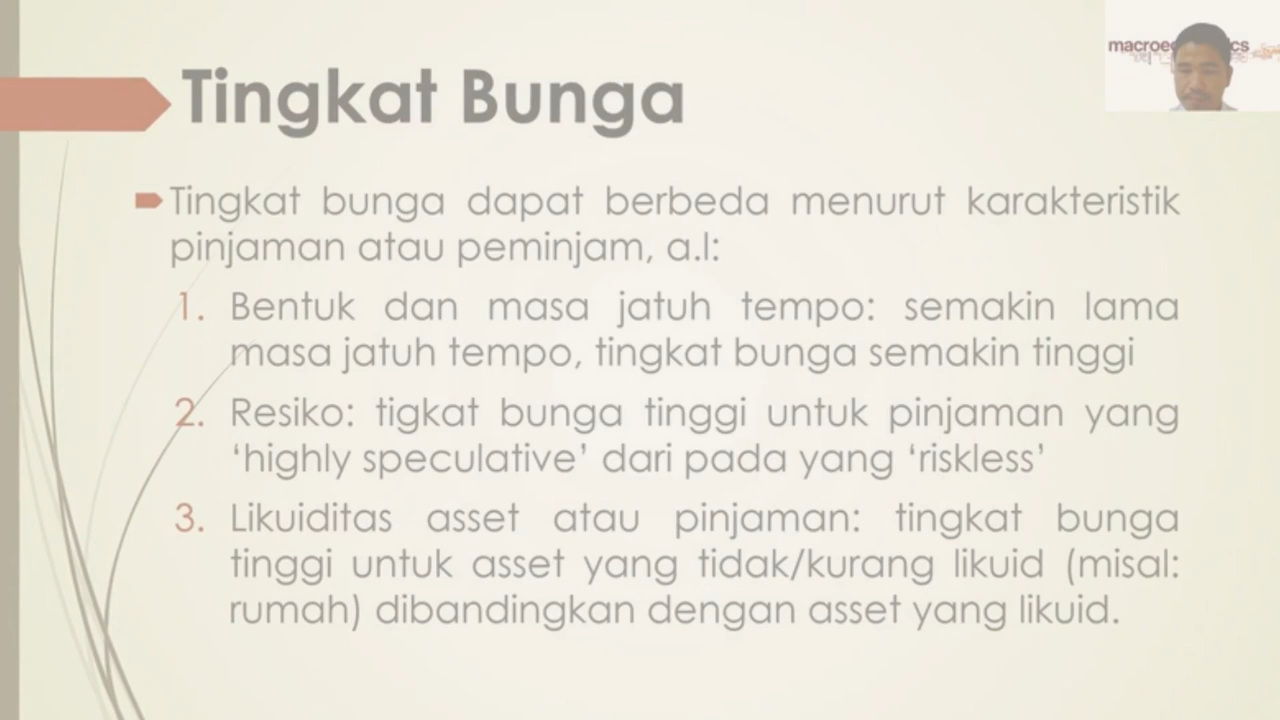 Tingkat Bunga
Tingkat bunga dapat berbeda menurut karakteristik
pinjaman atau peminjam, a.l:
1. Bentuk dan masa jatuh tempo: semakin lama
masa jatuh tempo, tingkat bunga semakin tinggi
2. Resiko: tigkat bunga tinggi untuk pinjaman yang
‘highly speculative’ dari pada yang ‘riskless’
3. Likuiditas asset atau pinjaman: tingkat bunga
tinggi untuk asset yang tidak/kurang likuid (misal:
rumah) dibandingkan dengan asset yang likuid.